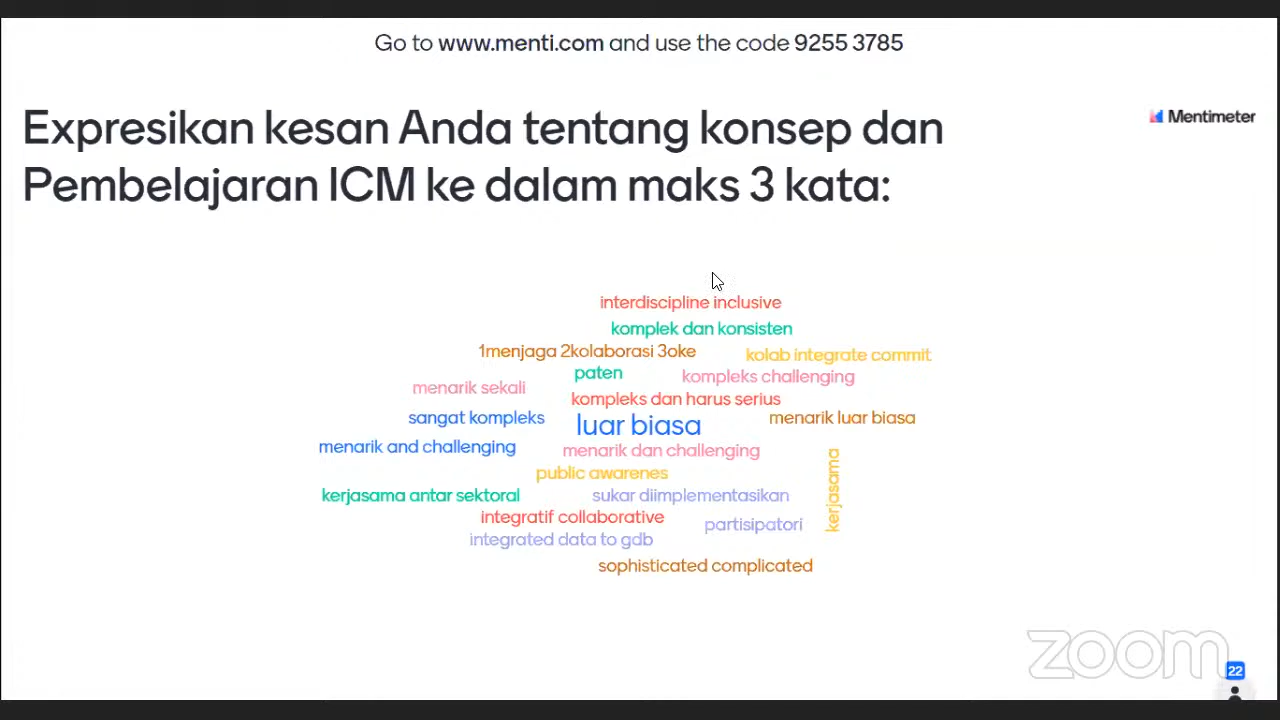 Go to www.menti.com and use the code 9255 3785
Expresikan kesan Anda tentang konsep dan
Pembelajaran ICM ke dalam maks 3 kata:
Mentimeter
interdiscipline inclusive
komplek dan konsisten
1menjaga 2kolaborasi 3oke
kolab integrate commit
paten
kompleks challenging
menarik sekali
kompleks dan harus serius
sangat kompleks
luar biasa
menarik luar biasa
menarik and challenging
menarik dan challenging
public awarenes
kerjasama
kerjasama antar sektoral
sukar diimplementasikan
integratif collaborative
partisipatori
integrated data to gdb
sophisticated complicated
zoom
22